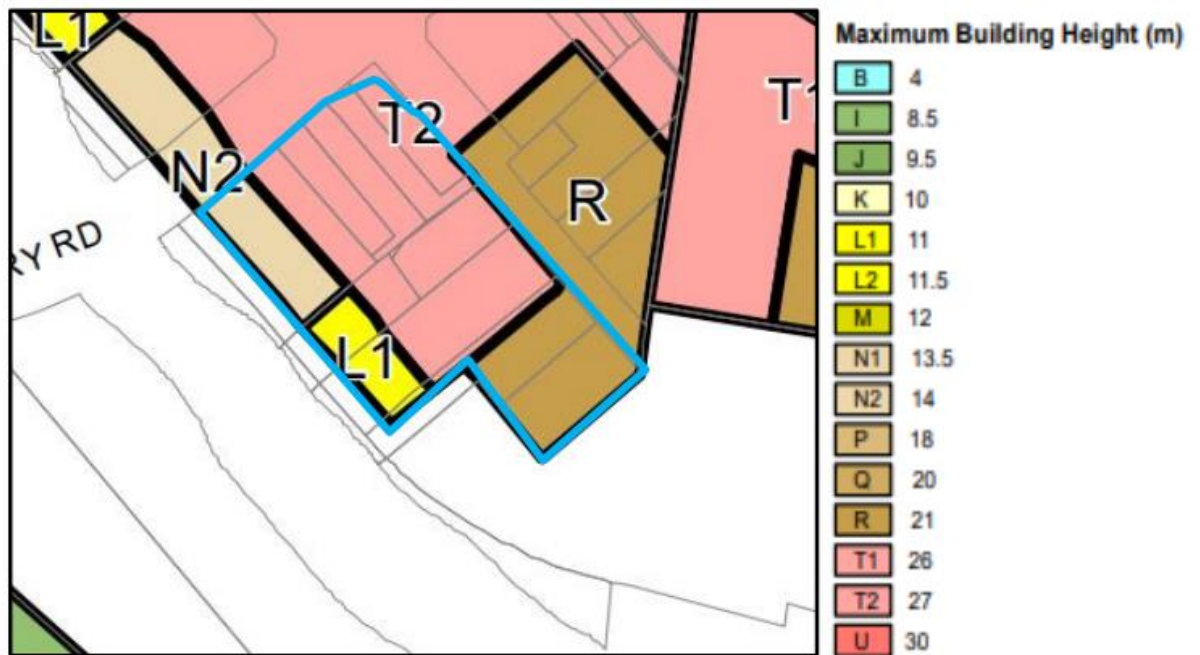 L1
T2
T1
N2
R
RY RD
L1
Maximum Building Height (m)
B 4
I 8.5
J 9.5
K 10
L1 11
L2 11.5
M 12
N1 13.5
N2 14
P 18
Q 20
R 21
T1 26
T2 27
U 30